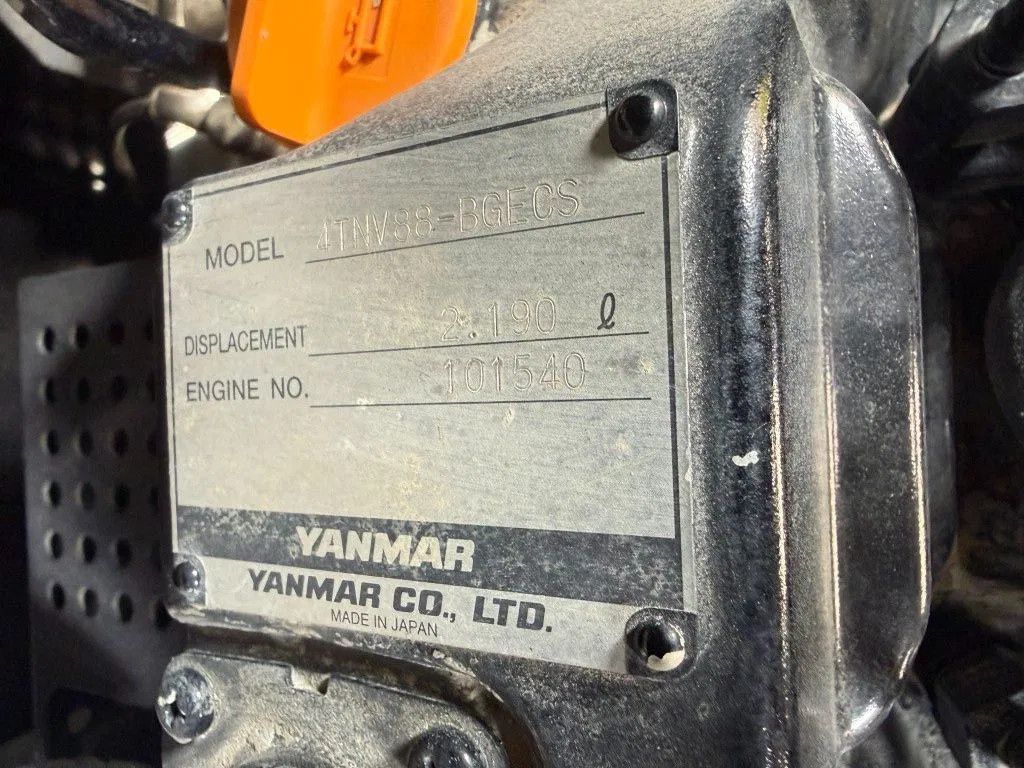 MODEL 4TNV88-BGECS
DISPLACEMENT 2.190 ℓ
ENGINE NO. 101540
YANMAR
YANMAR CO., LTD.
MADE IN JAPAN